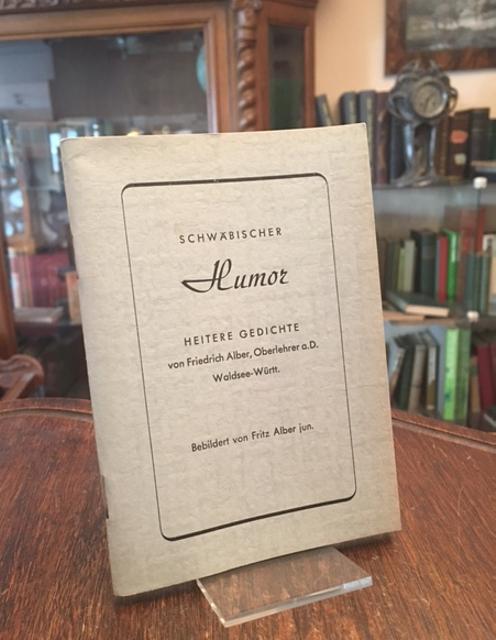 SCHWÄBISCHER
Humor
HEITERE GEDICHTE
von Friedrich Alber, Oberlehrer a.D.
Waldsee-Württ.
Bebildert von Fritz Alber jun.